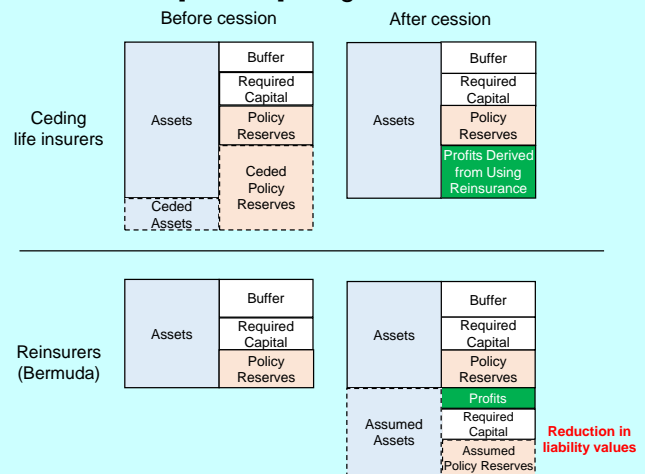 Before cession
After cession
Ceding
life insurers
Assets
Buffer
Required
Capital
Policy
Reserves
Ceded
Policy
Reserves
Ceded
Assets
Assets
Buffer
Required
Capital
Policy
Reserves
Profits Derived
from Using
Reinsurance
Reinsurers
(Bermuda)
Assets
Buffer
Required
Capital
Policy
Reserves
Assets
Buffer
Required
Capital
Policy
Reserves
Assumed
Assets
Profits
Required
Capital
Assumed
Policy Reserves
Reduction in
liability values